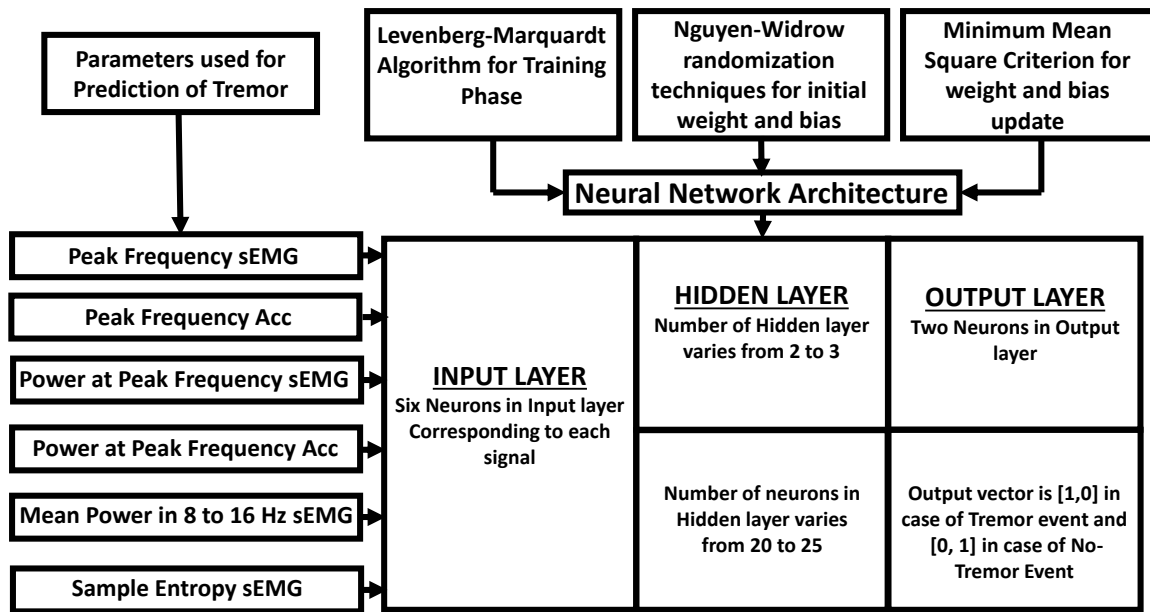 Parameters used for
Prediction of Tremor
Levenberg-Marquardt
Algorithm for Training
Phase
Nguyen-Widrow
randomization
techniques for initial
weight and bias
Minimum Mean
Square Criterion for
weight and bias
update
Neural Network Architecture
Peak Frequency sEMG
Peak Frequency Acc
Power at Peak Frequency sEMG
Power at Peak Frequency Acc
Mean Power in 8 to 16 Hz sEMG
Sample Entropy sEMG
INPUT LAYER
Six Neurons in Input layer
Corresponding to each
signal
HIDDEN LAYER
Number of Hidden layer
varies from 2 to 3
Number of neurons in
Hidden layer varies
from 20 to 25
OUTPUT LAYER
Two Neurons in Output
layer
Output vector is [1,0] in
case of Tremor event and
[0, 1] in case of No-
Tremor Event